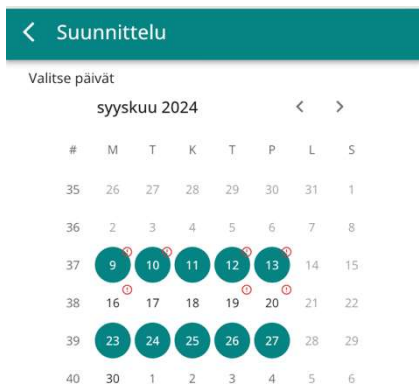 Suunnittelu
Valitse päivät
syyskuu 2024
# M T K T P L S
35 26 27 28 29 30 31 1
36 2 3 4 5 6 7 8
37 9 10 11 12 13 14 15
38 16 17 18 19 20 21 22
39 23 24 25 26 27 28 29
40 30 1 2 3 4 5 6